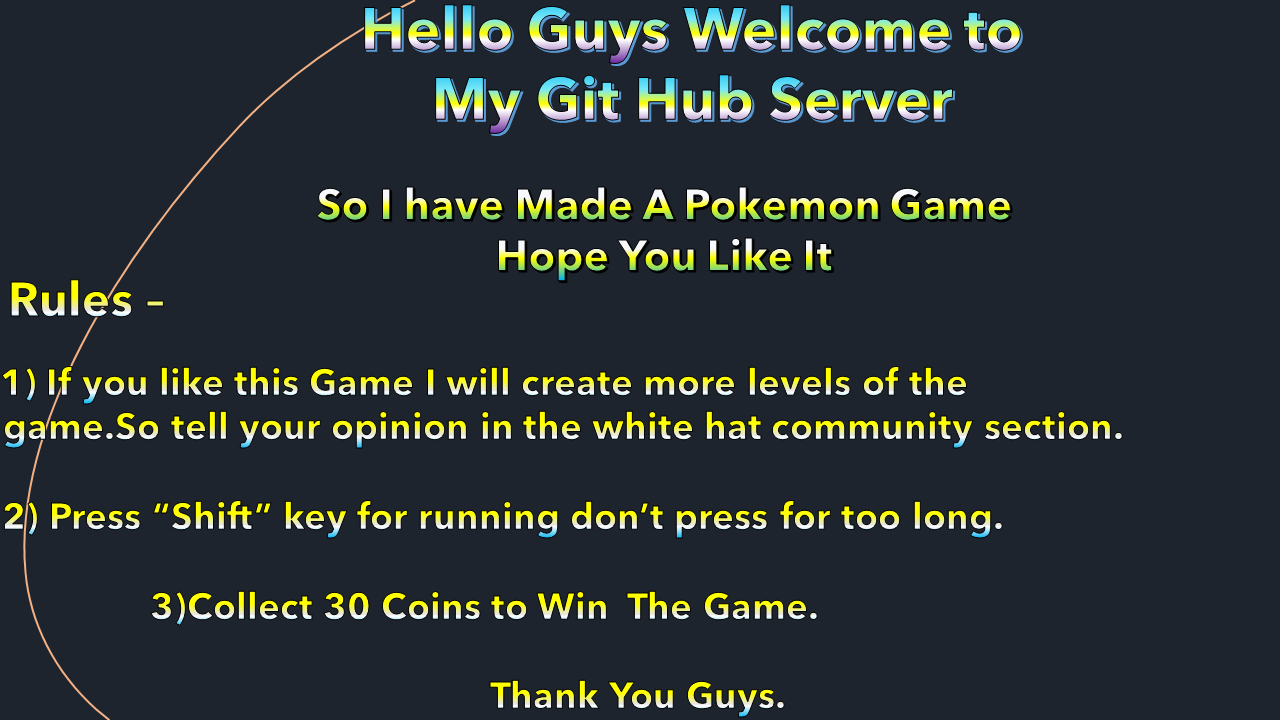 Hello Guys Welcome to
My Git Hub Server
So I have Made A Pokemon Game
Hope You Like It
Rules –
1) If you like this Game I will create more levels of the
game.So tell your opinion in the white hat community section.
2) Press “Shift” key for running don’t press for too long.
3)Collect 30 Coins to Win  The Game.
Thank You Guys.